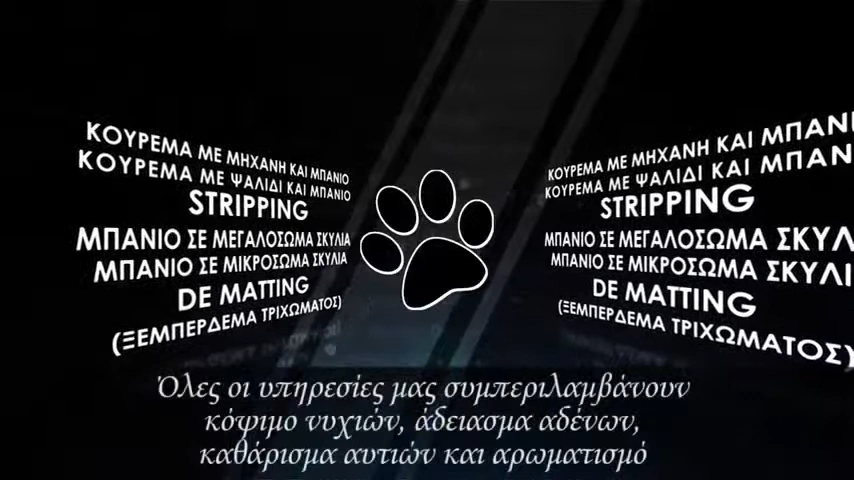 ΚΟΥΡΕΜΑ ΜΕ ΜΗΧΑΝΗ ΚΑΙ ΜΠΑΝΙΟ
ΚΟΥΡΕΜΑ ΜΕ ΨΑΛΙΔΙ ΚΑΙ ΜΠΑΝΙΟ
STRIPPING
ΜΠΑΝΙΟ ΣΕ ΜΕΓΑΛΟΣΩΜΑ ΣΚΥΛΙΑ
ΜΠΑΝΙΟ ΣΕ ΜΙΚΡΟΣΩΜΑ ΣΚΥΛΙΑ
DE MATTING
(ΞΕΜΠΕΡΔΕΜΑ ΤΡΙΧΩΜΑΤΟΣ)
ΚΟΥΡΕΜΑ ΜΕ ΜΗΧΑΝΗ ΚΑΙ ΜΠΑΝΙ
ΚΟΥΡΕΜΑ ΜΕ ΨΑΛΙΔΙ ΚΑΙ ΜΠΑΝ
STRIPPING
ΜΠΑΝΙΟ ΣΕ ΜΕΓΑΛΟΣΩΜΑ ΣΚΥΛ
ΜΠΑΝΙΟ ΣΕ ΜΙΚΡΟΣΩΜΑ ΣΚΥΛΙ
DE MATTING
(ΞΕΜΠΕΡΔΕΜΑ ΤΡΙΧΩΜΑΤΟΣ)
Όλες οι υπηρεσίες μας συμπεριλαμβάνουν
κόψιμο νυχιών, άδειασμα αδένων,
καθάρισμα αυτιών και αρωματισμό